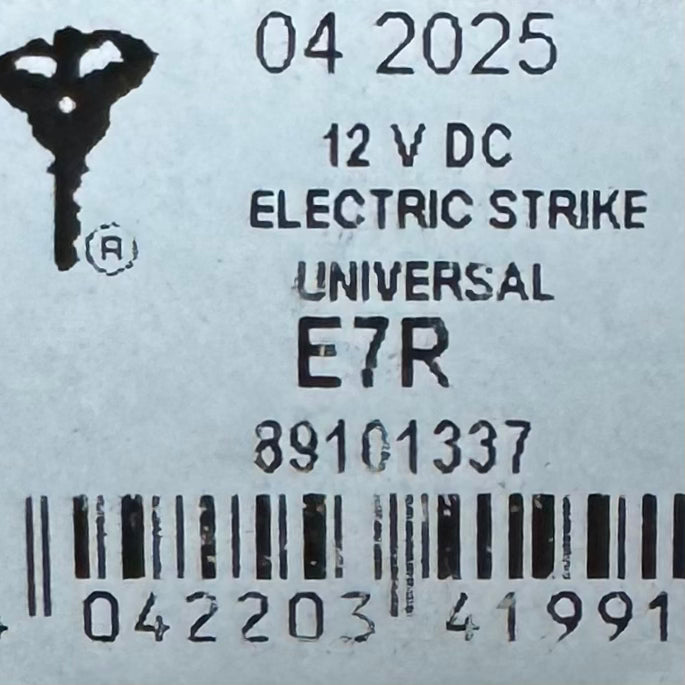 04 2025
12 V DC
ELECTRIC STRIKE
UNIVERSAL
E7R
89101337
®
042203 41991